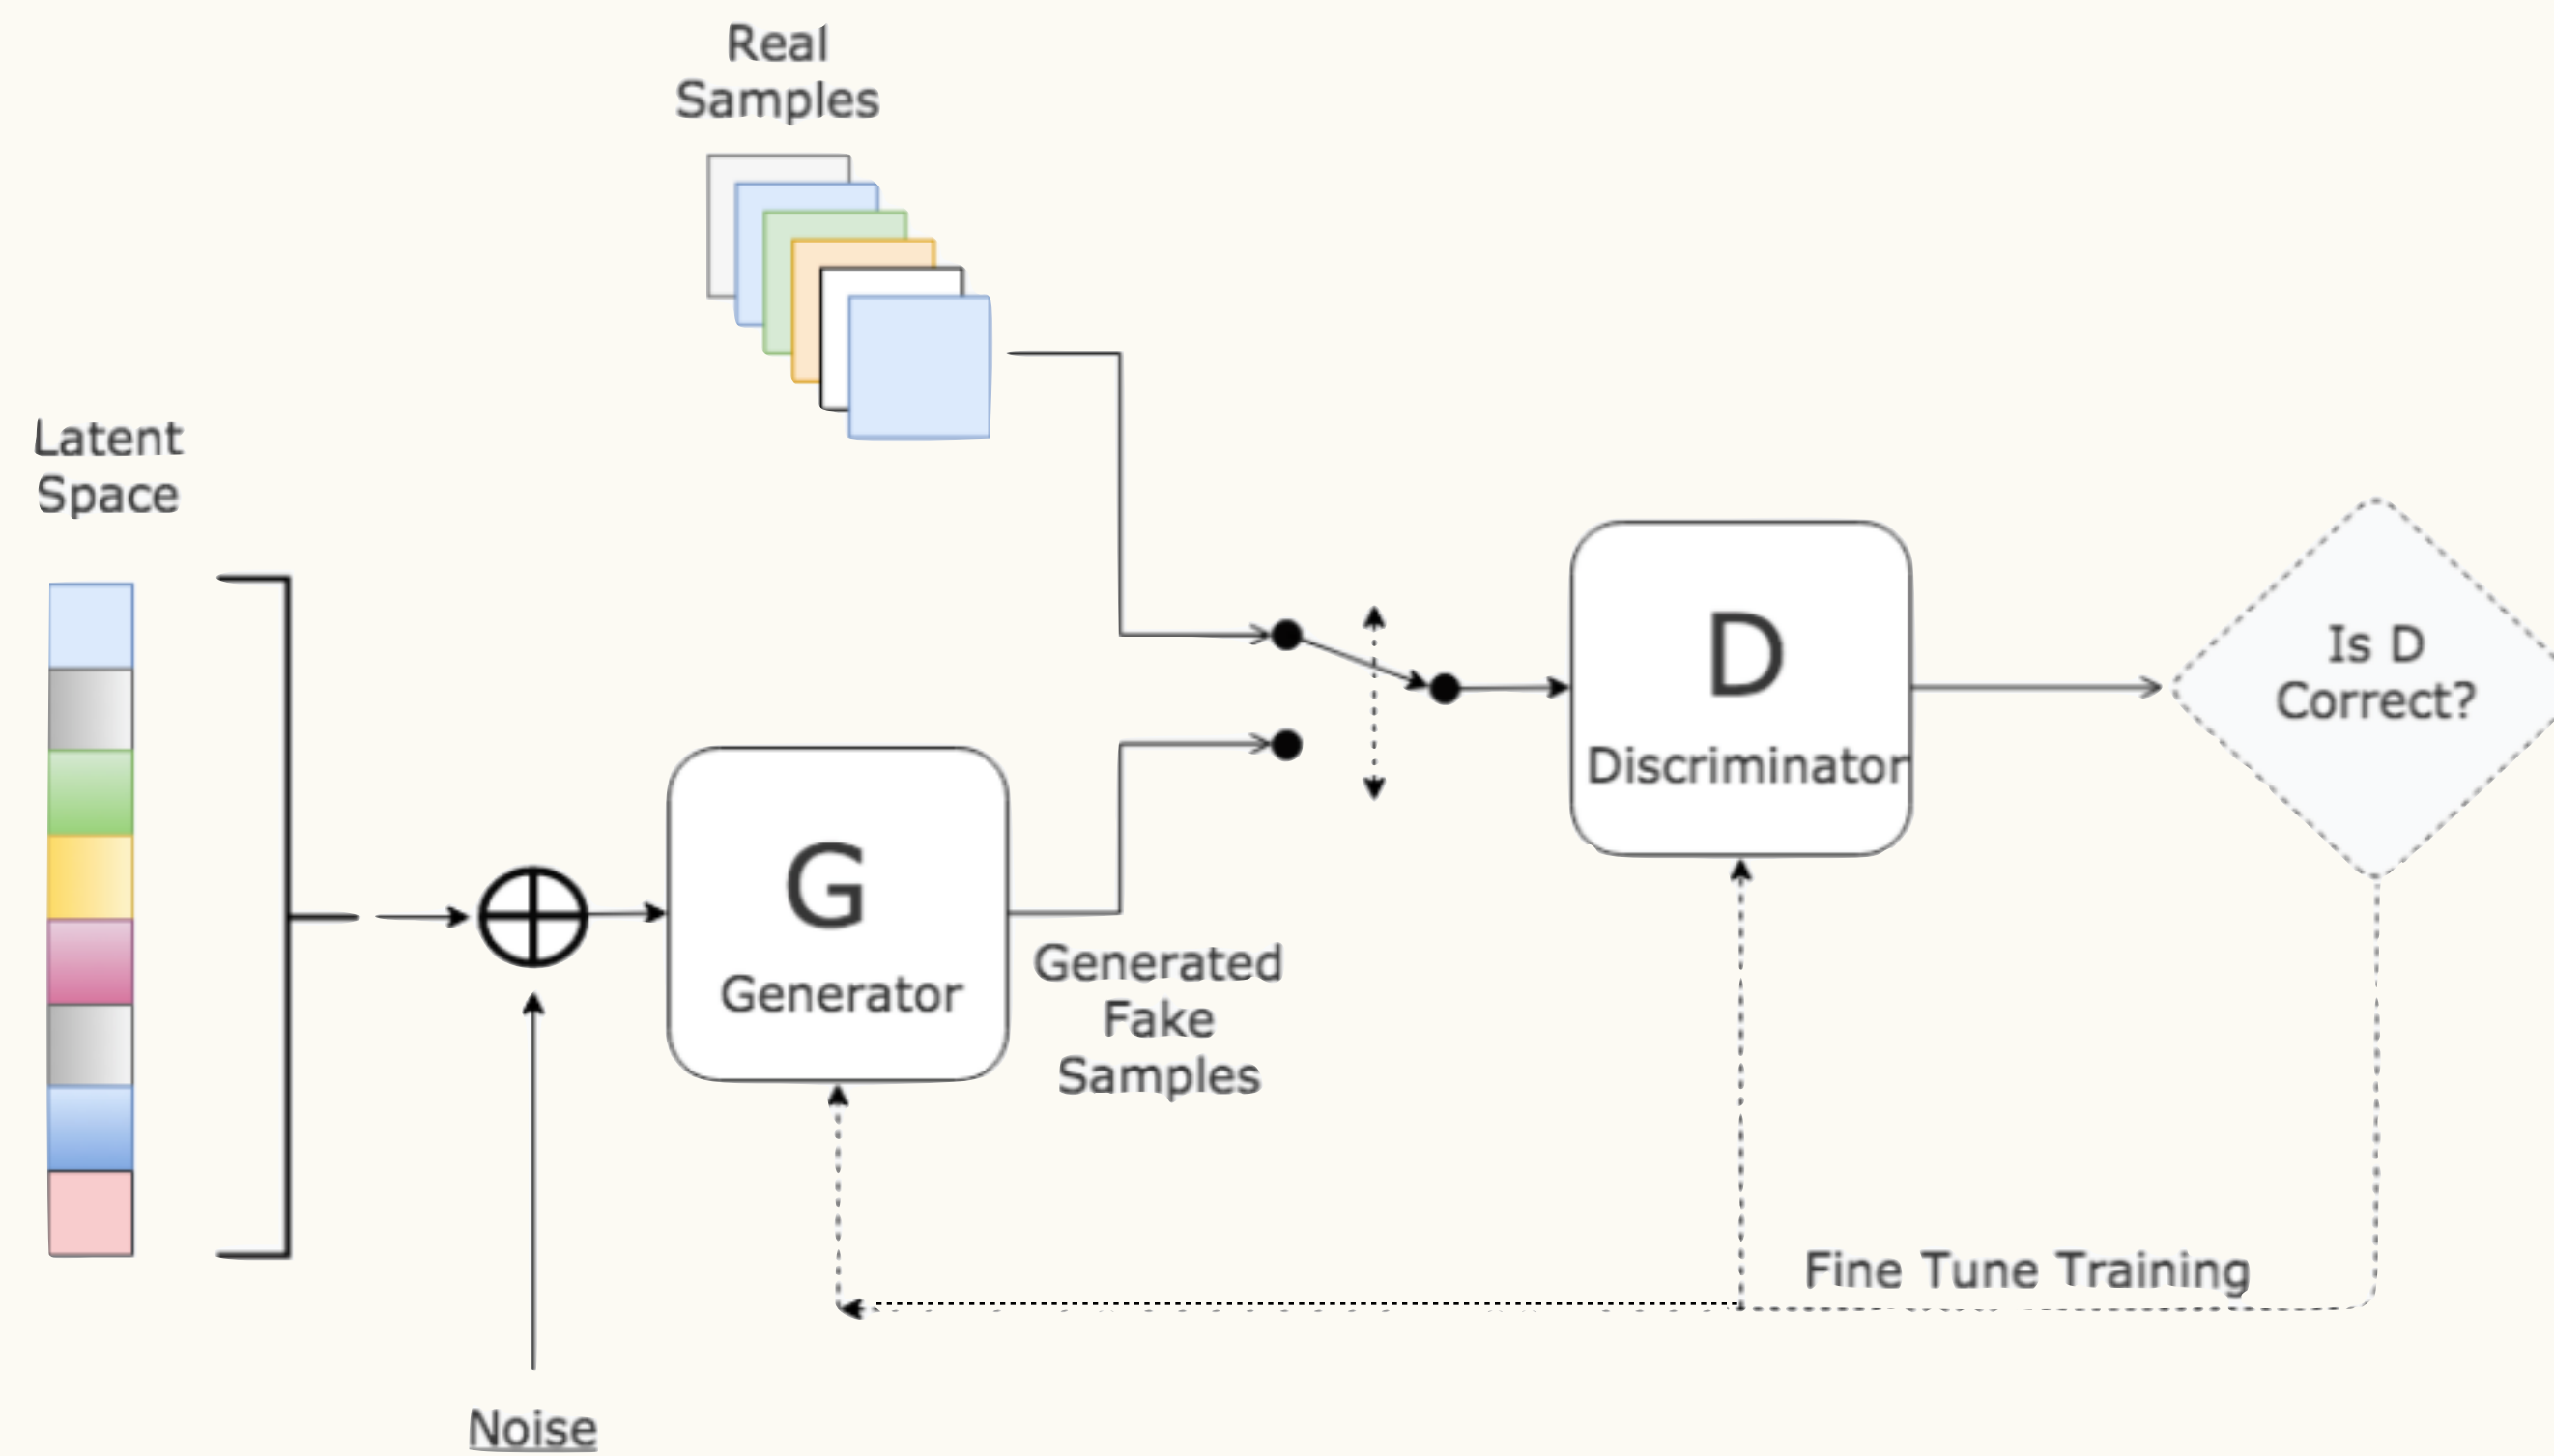 Real
Samples
Latent
Space
Is D
Correct?
D
Discriminator
G
Generator
Generated
Fake
Samples
Fine Tune Training
Noise